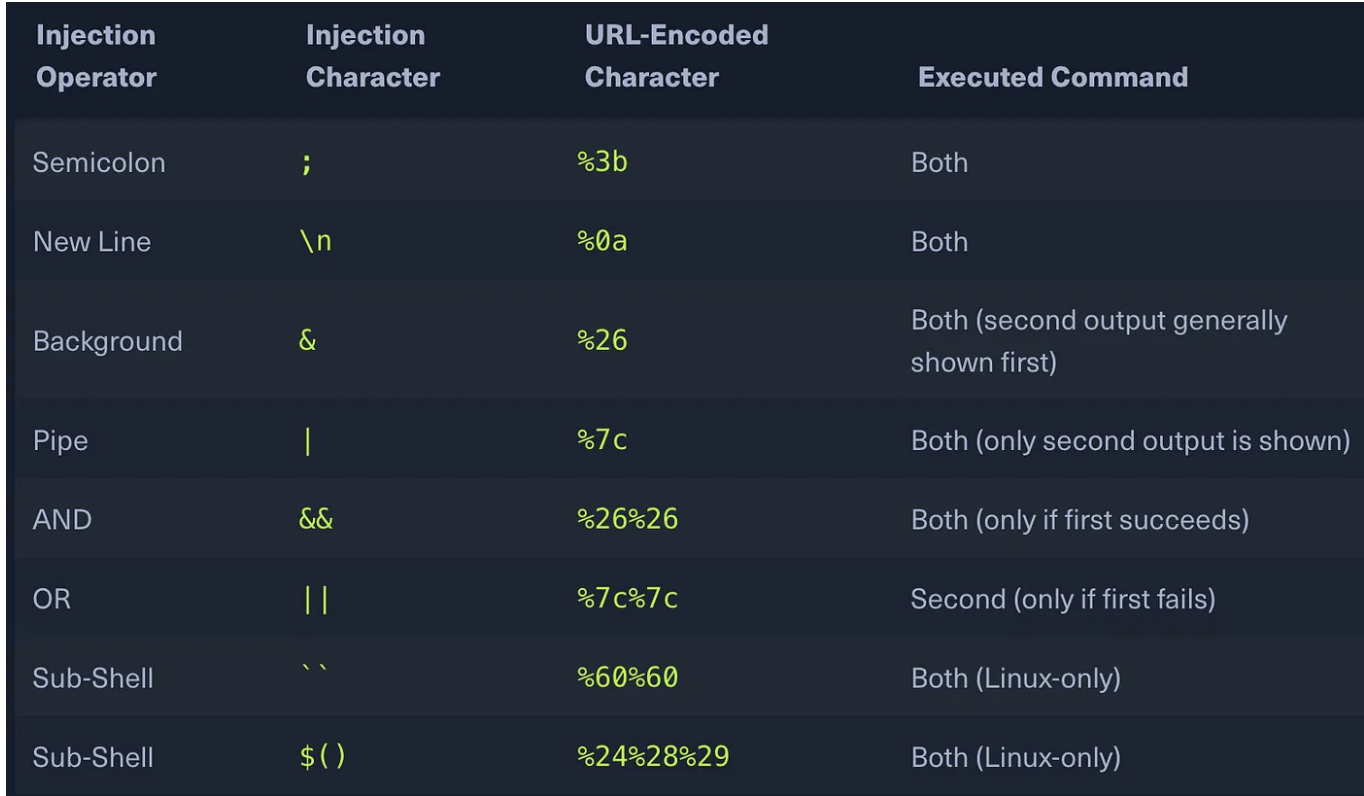 Injection Operator Injection Character URL-Encoded Character Executed Command
Semicolon ; %3b Both
New Line \n %0a Both
Background & %26 Both (second output generally
shown first)
Pipe | %7c Both (only second output is shown)
AND && %26%26 Both (only if first succeeds)
OR || %7c%7c Second (only if first fails)
Sub-Shell `` %60%60 Both (Linux-only)
Sub-Shell $() %24%28%29 Both (Linux-only)